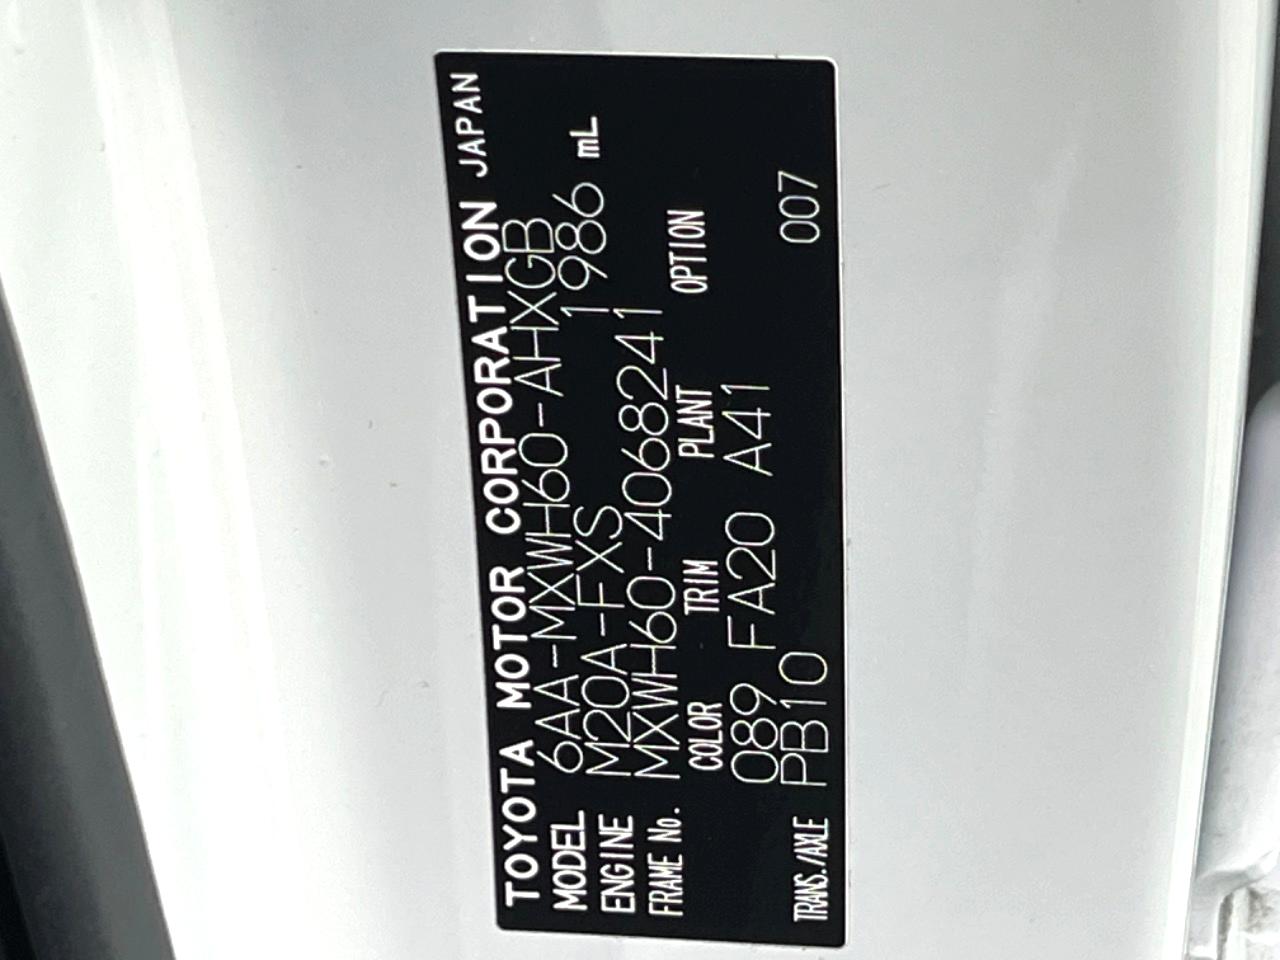 TOYOTA MOTOR CORPORATION JAPAN
MODEL 6AA-MXWH60-AHXGB
ENGINE M20A-FXS 1986 mL
FRAME No. MXWH60-4068241
COLOR TRIM PLANT OPTION
089 FA20 A41
TRANS./AXLE PB10 007